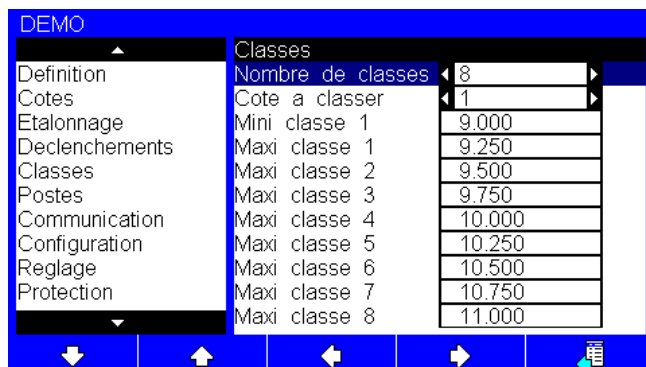 DEMO
Definition
Cotes
Etalonnage
Declenchements
Classes
Postes
Communication
Configuration
Reglage
Protection
Classes
Nombre de classes 8
Cote a classer 1
Mini classe 1 9.000
Maxi classe 1 9.250
Maxi classe 2 9.500
Maxi classe 3 9.750
Maxi classe 4 10.000
Maxi classe 5 10.250
Maxi classe 6 10.500
Maxi classe 7 10.750
Maxi classe 8 11.000